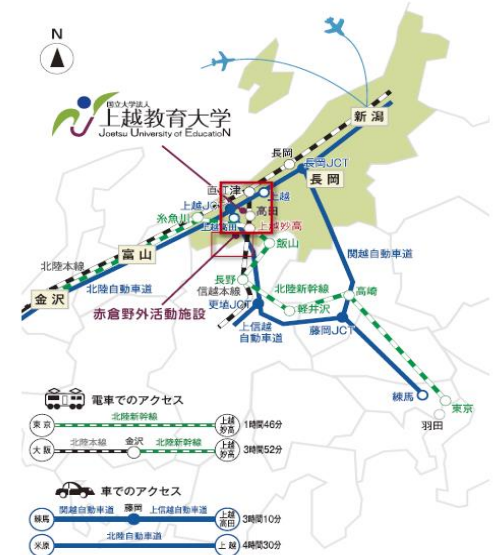 N
国立大学法人
上越教育大学
Joetsu University of EducatioN
新潟
長岡
長岡JCT
長岡
直江津
上越
上越JCT
高田
糸魚川
上越高田
上越妙高
飯山
富山
関越自動車道
北陸本線
長野
信越本線
北陸新幹線
高崎
金沢
北陸自動車道
更埴JCT
軽井沢
赤倉野外活動施設
上信越
自動車道
藤岡JCT
練馬
東京
羽田
電車でのアクセス
北陸新幹線
東京
上越
妙高
1時間46分
北陸本線
金沢
北陸新幹線
大阪
上越
妙高
3時間52分
車でのアクセス
関越自動車道
藤岡
上信越自動車道
練馬
上越
高田
3時間10分
北陸自動車道
米原
上越
4時間30分